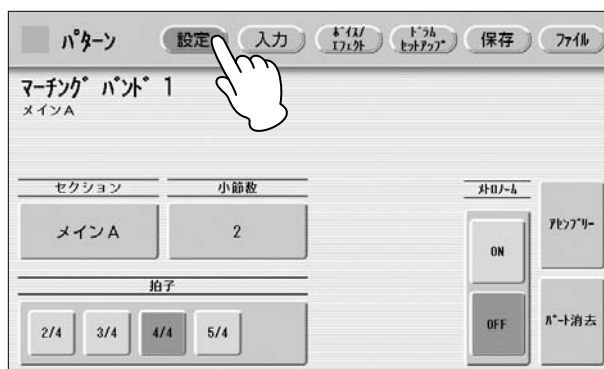 パターン
設定
入力
ボイス/
エフェクト
ドラム
セットアップ
保存
ファイル
マーチング バンド 1
メインA
セクション
小節数
メインA
2
拍子
2/4
3/4
4/4
5/4
メトロノーム
ON
OFF
アセンブリー
パート消去